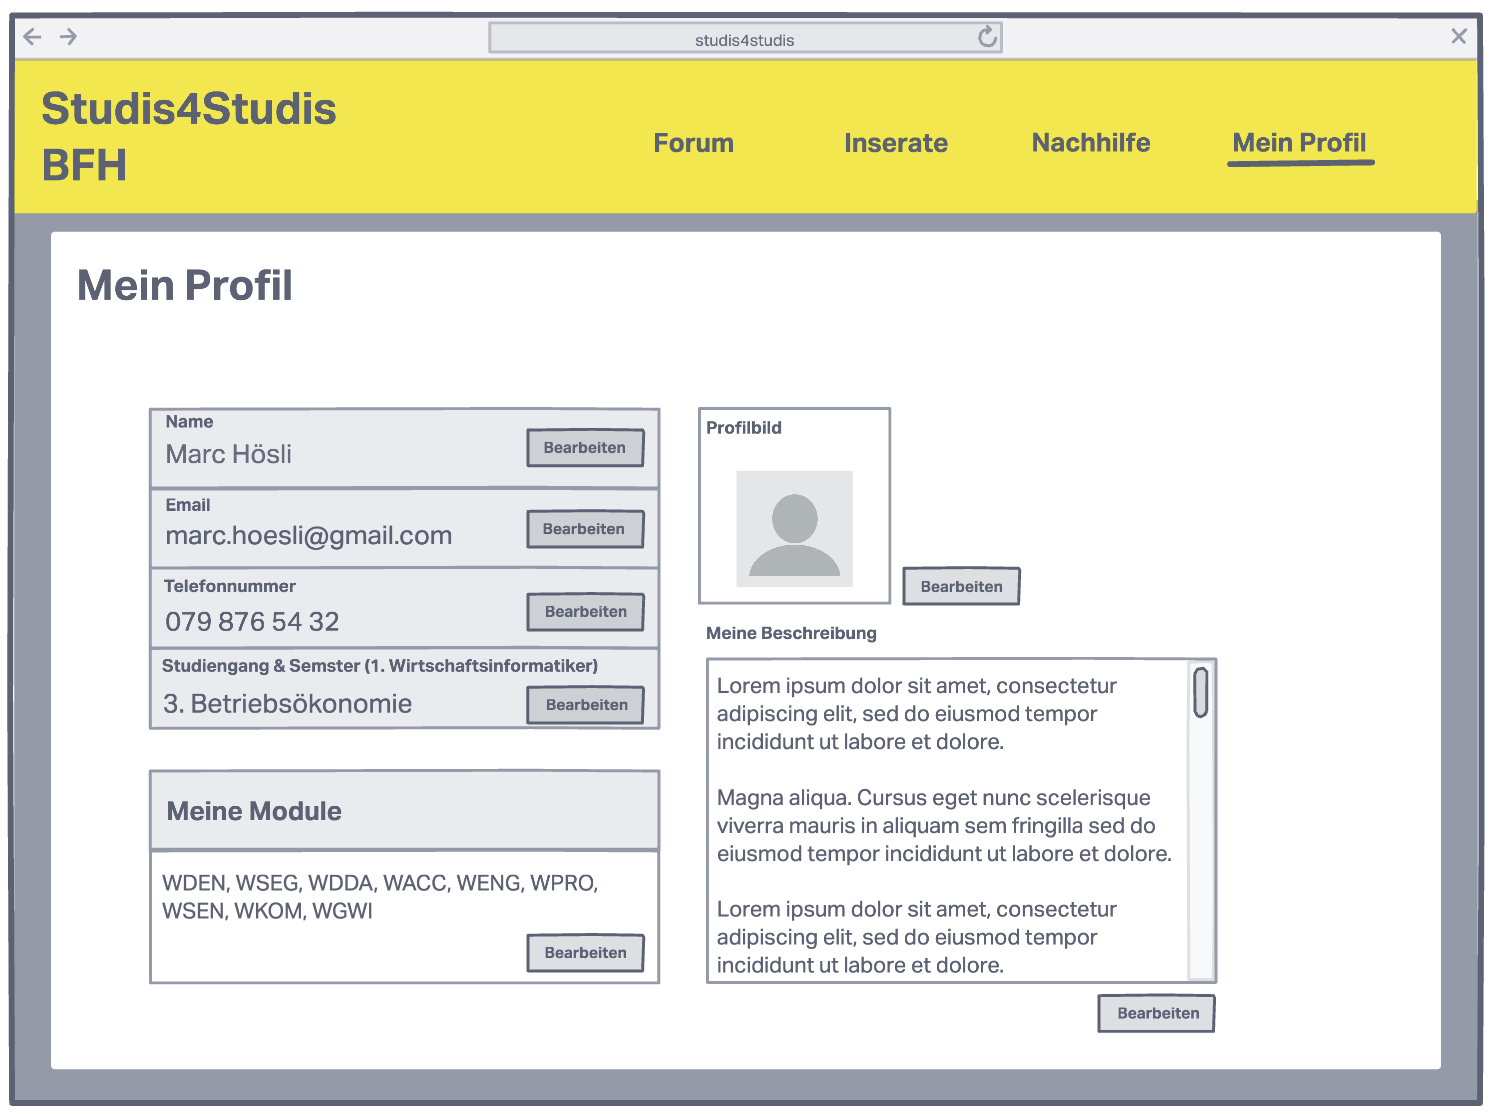 studis4studis
Studis4Studis
BFH
Forum
Inserate
Nachhilfe
Mein Profil
Mein Profil
Name
Marc Hösli
Bearbeiten
Email
marc.hoesli@gmail.com
Bearbeiten
Telefonnummer
079 876 54 32
Bearbeiten
Studiengang & Semster (1. Wirtschaftsinformatiker)
3. Betriebsökonomie
Bearbeiten
Meine Module
WDEN, WSEG, WDDA, WACC, WENG, WPRO,
WSEN, WKOM, WGWI
Bearbeiten
Profilbild
Bearbeiten
Meine Beschreibung
Lorem ipsum dolor sit amet, consectetur
adipiscing elit, sed do eiusmod tempor
incididunt ut labore et dolore.
Magna aliqua. Cursus eget nunc scelerisque
viverra mauris in aliquam sem fringilla sed do
eiusmod tempor incididunt ut labore et dolore.
Lorem ipsum dolor sit amet, consectetur
adipiscing elit, sed do eiusmod tempor
incididunt ut labore et dolore.
Bearbeiten